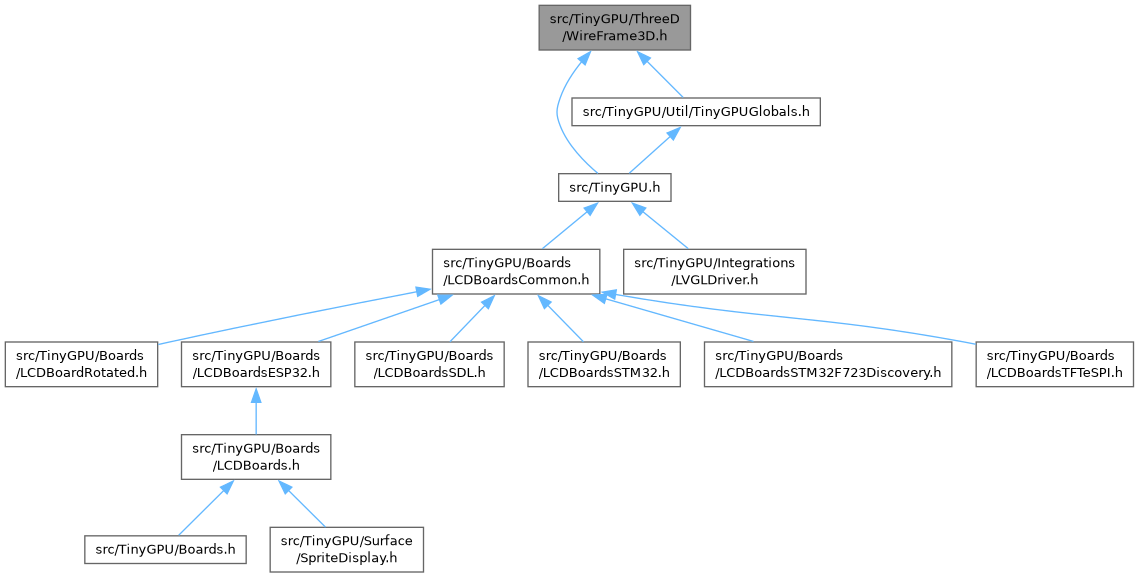 src/TinyGPU/ThreeD
/WireFrame3D.h
src/TinyGPU/Util/TinyGPUGlobals.h
src/TinyGPU.h
src/TinyGPU/Boards
/LCDBoardsCommon.h
src/TinyGPU/Integrations
/LVGLDriver.h
src/TinyGPU/Boards
/LCDBoardRotated.h
src/TinyGPU/Boards
/LCDBoardsESP32.h
src/TinyGPU/Boards
/LCDBoardsSDL.h
src/TinyGPU/Boards
/LCDBoardsSTM32.h
src/TinyGPU/Boards
/LCDBoardsSTM32F723Discovery.h
src/TinyGPU/Boards
/LCDBoardsTFTeSPI.h
src/TinyGPU/Boards
/LCDBoards.h
src/TinyGPU/Boards.h
src/TinyGPU/Surface
/SpriteDisplay.h